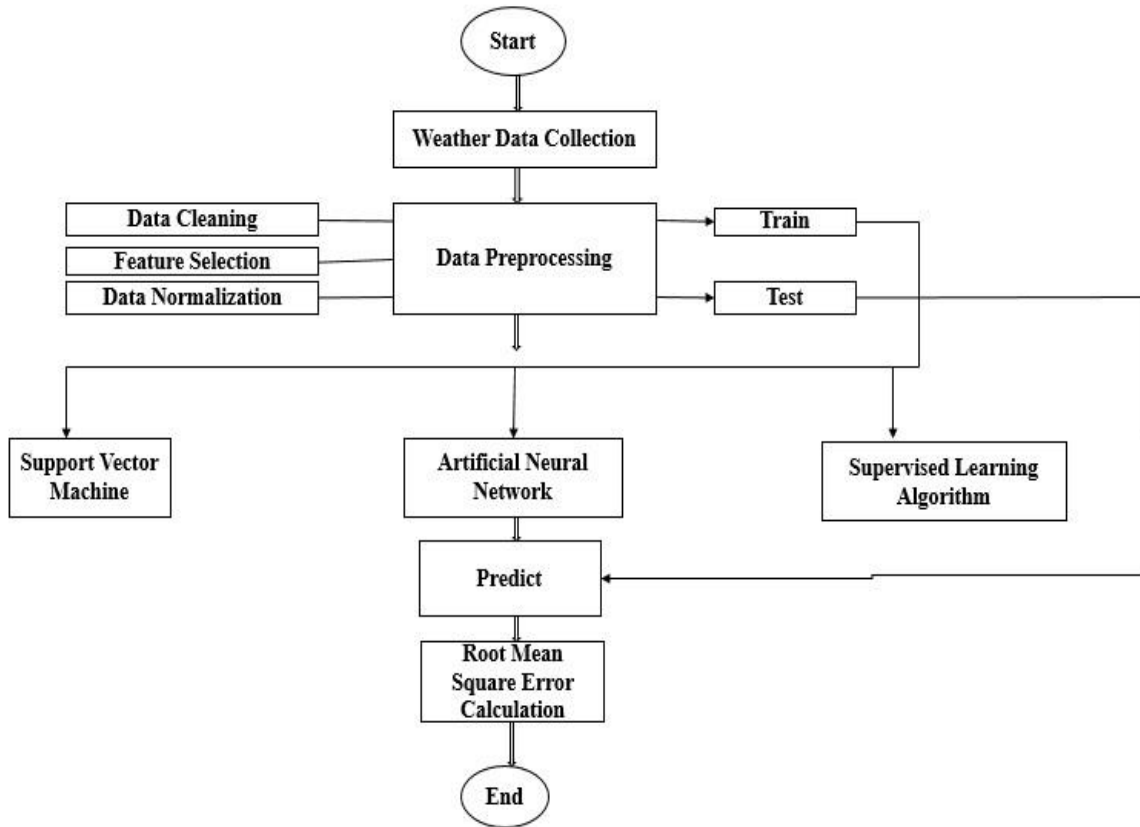 Start
Weather Data Collection
Data Cleaning
Feature Selection
Data Normalization
Data Preprocessing
Train
Test
Support Vector
Machine
Artificial Neural
Network
Supervised Learning
Algorithm
Predict
Root Mean
Square Error
Calculation
End